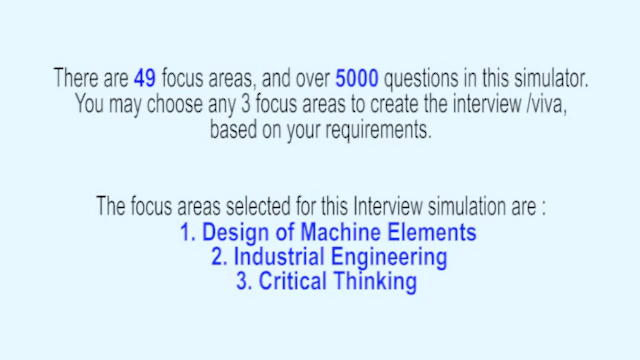 There are 49 focus areas, and over 5000 questions in this simulator.
You may choose any 3 focus areas to create the interview /viva,
based on your requirements.
The focus areas selected for this Interview simulation are :
1. Design of Machine Elements
2. Industrial Engineering
3. Critical Thinking